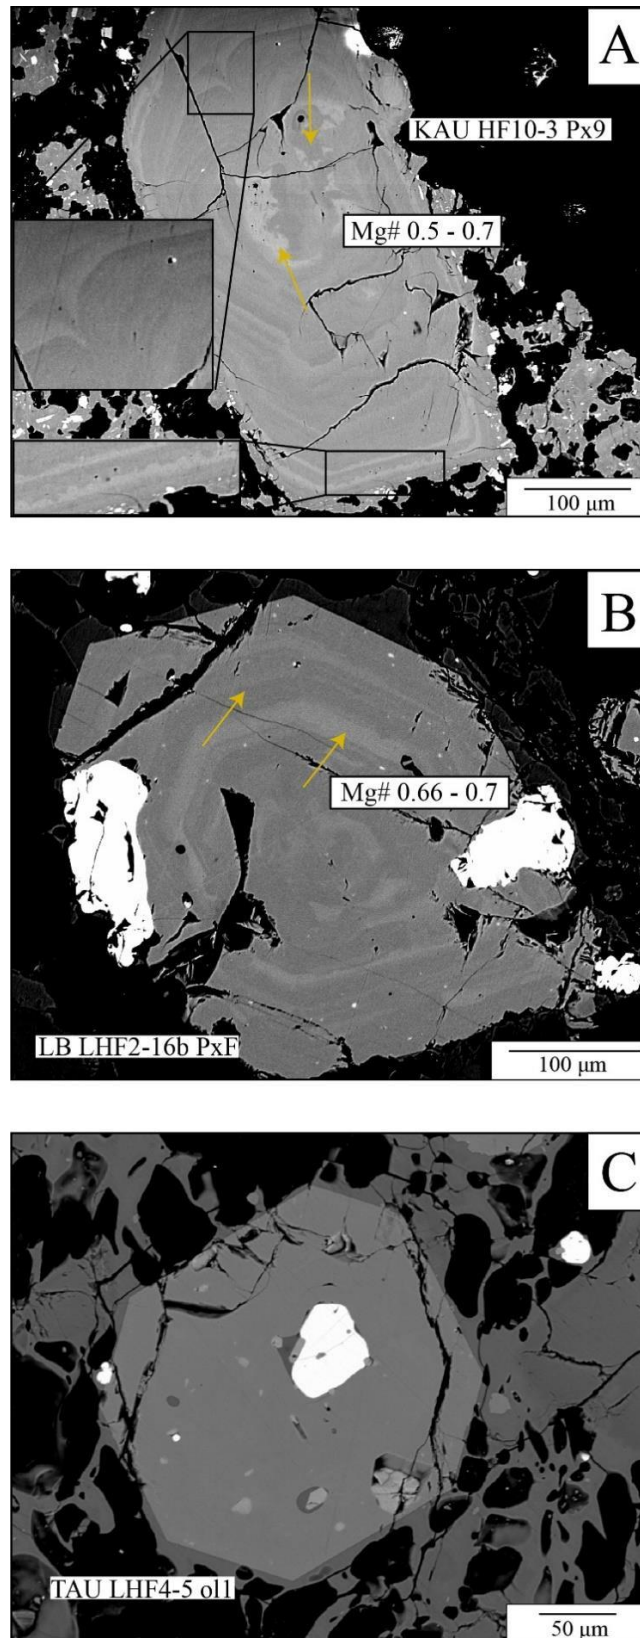 A
KAU HF10-3 Px9
Mg# 0.5 - 0.7
100 μm
B
Mg# 0.66 - 0.7
LB LHF2-16b PxF
100 μm
C
TAU LHF4-5 ol1
50 μm